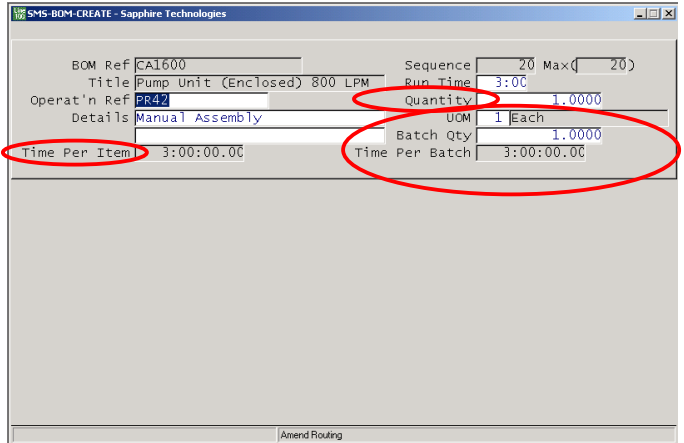 Line 100 SMS-BOM-CREATE - Sapphire Technologies
BOM Ref CA1600 Sequence 20 Max( 20)
Title Pump Unit (Enclosed) 800 LPM Run Time 3:00
Operat'n Ref PR42 Quantity 1.0000
Details Manual Assembly UOM 1 Each
Batch Qty 1.0000
Time Per Item 3:00:00.00 Time Per Batch 3:00:00.00
Amend Routing